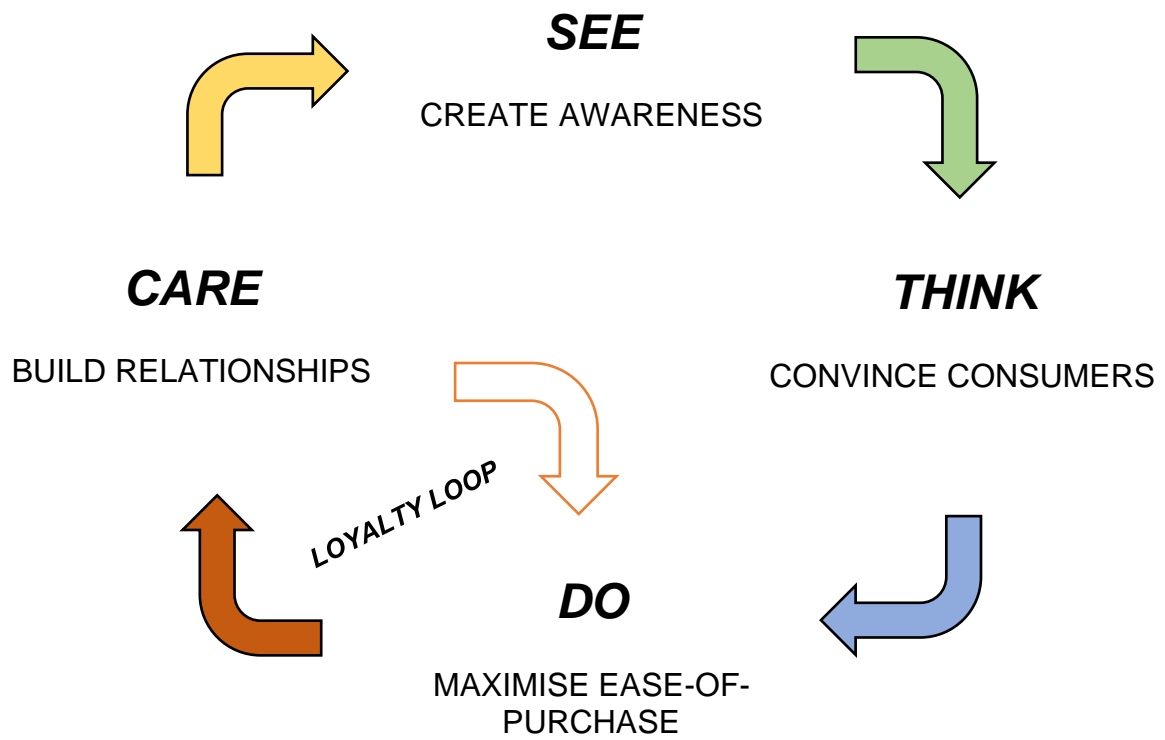 SEE
CREATE AWARENESS
CARE
BUILD RELATIONSHIPS
THINK
CONVINCE CONSUMERS
LOYALTY LOOP
DO
MAXIMISE EASE-OF-
PURCHASE